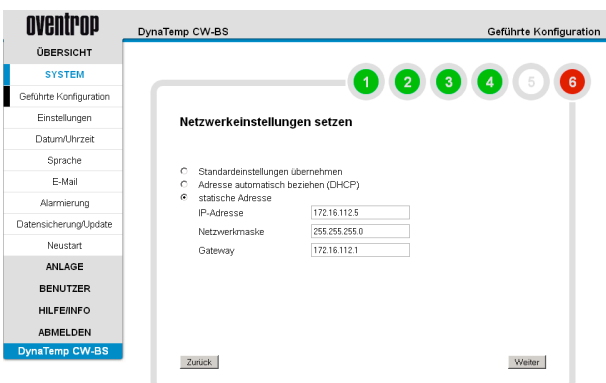 oventrop
DynaTemp CW-BS
Geführte Konfiguration
ÜBERSICHT
SYSTEM
Geführte Konfiguration
Einstellungen
Datum/Uhrzeit
Sprache
E-Mail
Alarmierung
Datensicherung/Update
Neustart
ANLAGE
BENUTZER
HILFE/INFO
ABMELDEN
DynaTemp CW-BS
1 2 3 4 5 6
Netzwerkeinstellungen setzen
Standardeinstellungen übernehmen
Adresse automatisch beziehen (DHCP)
statische Adresse
IP-Adresse 172.16.112.5
Netzwerkmaske 255.255.255.0
Gateway 172.16.112.1
Zurück
Weiter